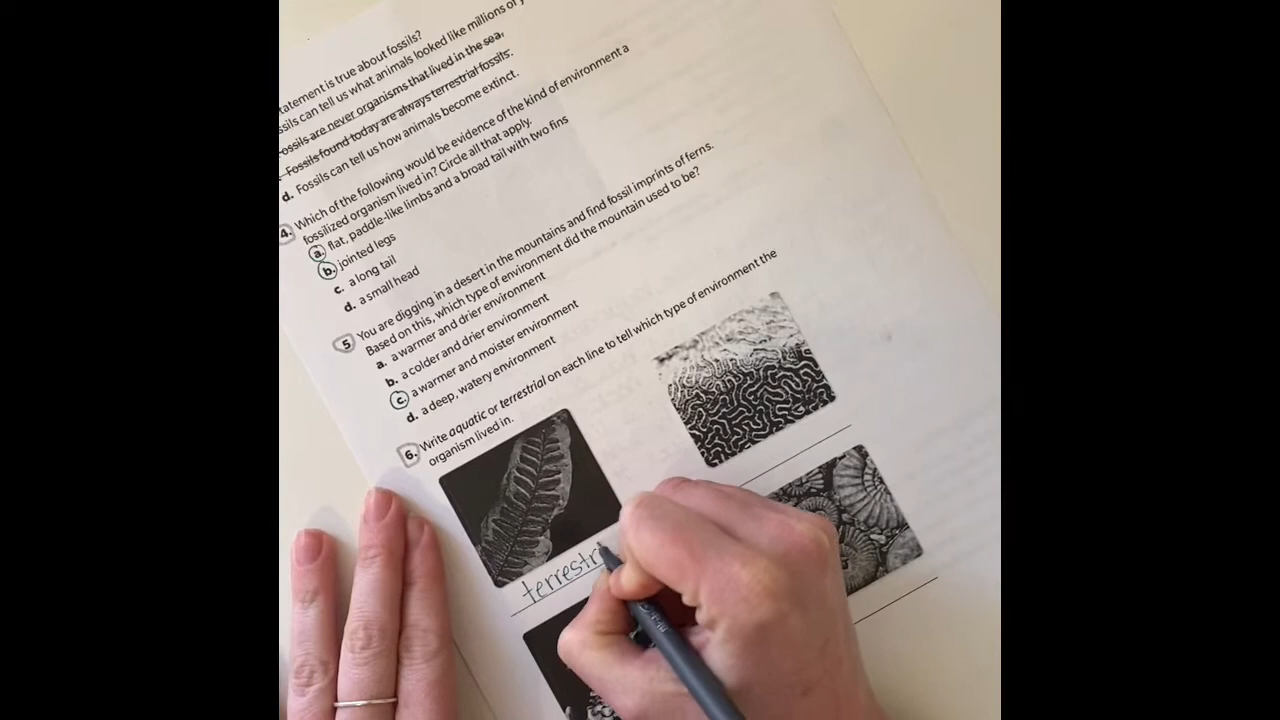 tatement is true about fossils?
ssils can tell us what animals looked like millions of y
ossils are never organisms that lived in the sea.
Fossils found today are always terrestrial fossils.
d. Fossils can tell us how animals become extinct.
4. Which of the following would be evidence of the kind of environment a
fossilized organism lived in? Circle all that apply.
a. flat, paddle-like limbs and a broad tail with two fins
b. jointed legs
c. a long tail
d. a small head
5 You are digging in a desert in the mountains and find fossil imprints of ferns.
Based on this, which type of environment did the mountain used to be?
a. a warmer and drier environment
b. a colder and drier environment
c. a warmer and moister environment
d. a deep, watery environment
6. Write aquatic or terrestrial on each line to tell which type of environment the
organism lived in.
terrestri